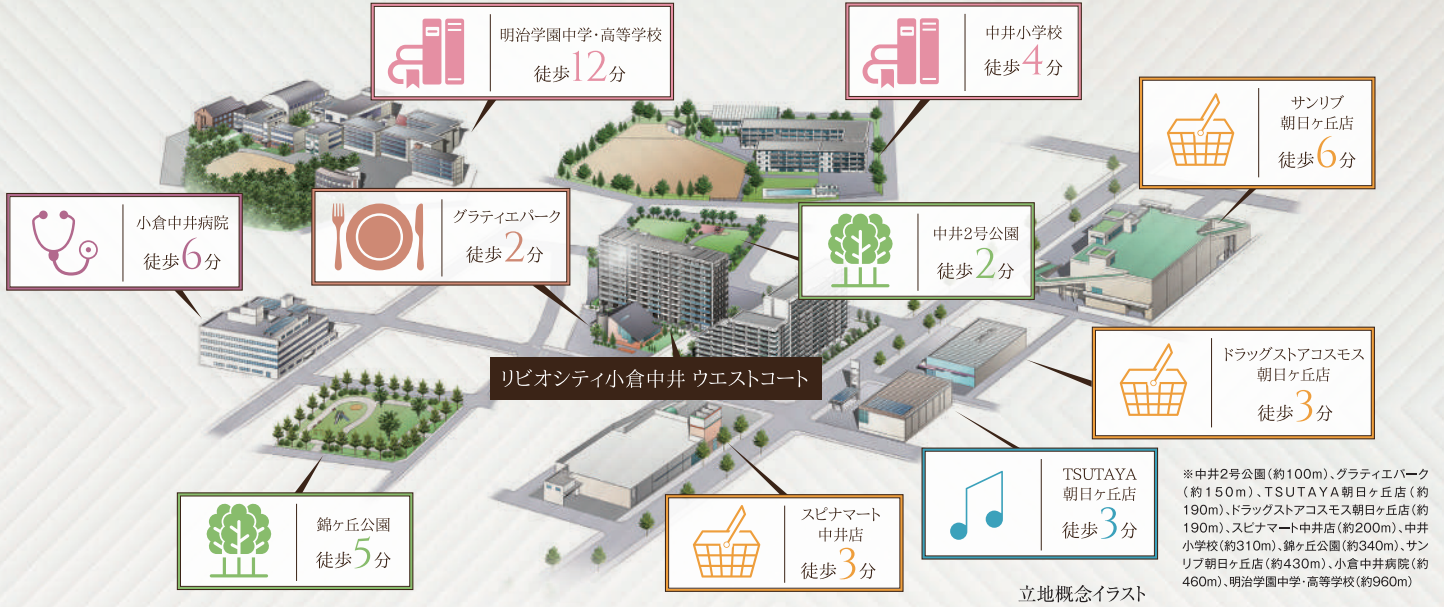 明治学園中学・高等学校
徒歩12分
中井小学校
徒歩4分
サンリブ
朝日ヶ丘店
徒歩6分
小倉中井病院
徒歩6分
グラティエパーク
徒歩2分
中井2号公園
徒歩2分
リビオシティ小倉中井 ウエストコート
ドラッグストアコスモス
朝日ヶ丘店
徒歩3分
錦ヶ丘公園
徒歩5分
スピナマート
中井店
徒歩3分
TSUTAYA
朝日ヶ丘店
徒歩3分
※中井2号公園(約100m)、グラティエパーク
(約150m)、TSUTAYA朝日ヶ丘店(約
190m)、ドラッグストアコスモス朝日ヶ丘店(約
190m)、スピナマート中井店(約200m)、中井
小学校(約310m)、錦ヶ丘公園(約340m)、サン
リブ朝日ヶ丘店(約430m)、小倉中井病院(約
460m)、明治学園中学・高等学校(約960m)
立地概念イラスト